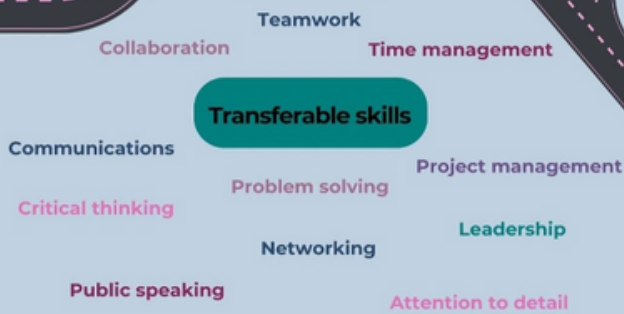 Teamwork
Collaboration
Time management
Transferable skills
Communications
Project management
Problem solving
Critical thinking
Leadership
Networking
Public speaking
Attention to detail